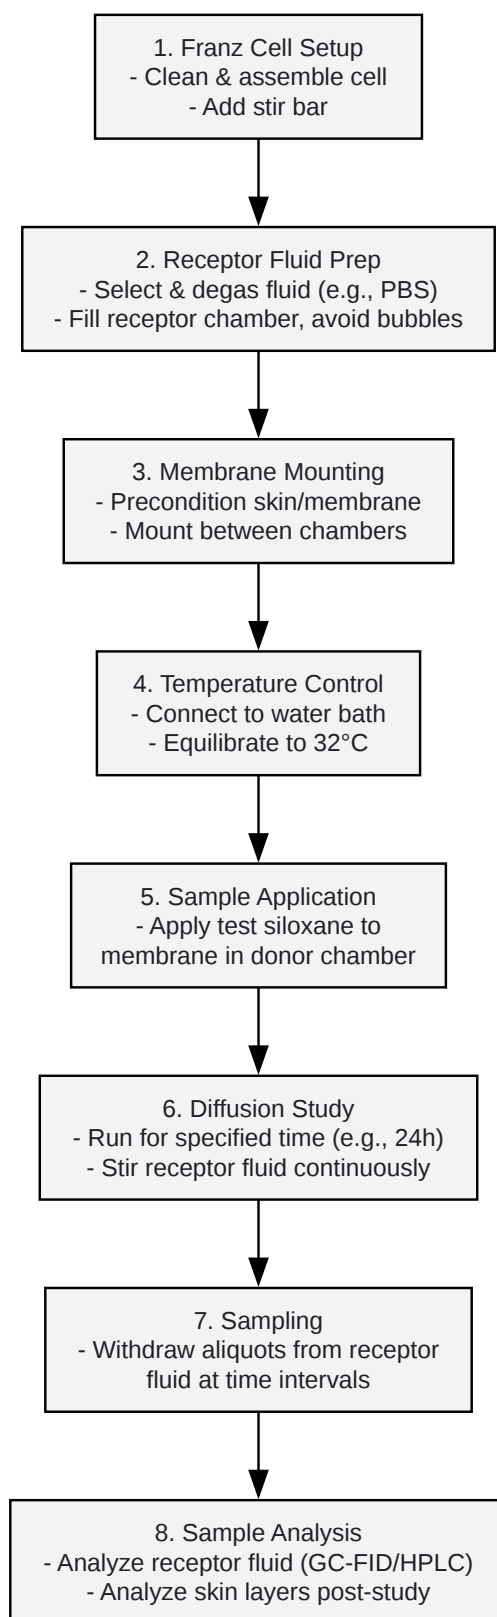 1. Franz Cell Setup
- Clean & assemble cell
- Add stir bar
2. Receptor Fluid Prep
- Select & degas fluid (e.g., PBS)
- Fill receptor chamber, avoid bubbles
3. Membrane Mounting
- Precondition skin/membrane
- Mount between chambers
4. Temperature Control
- Connect to water bath
- Equilibrate to 32°C
5. Sample Application
- Apply test siloxane to
membrane in donor chamber
6. Diffusion Study
- Run for specified time (e.g., 24h)
- Stir receptor fluid continuously
7. Sampling
- Withdraw aliquots from receptor
fluid at time intervals
8. Sample Analysis
- Analyze receptor fluid (GC-FID/HPLC)
- Analyze skin layers post-study